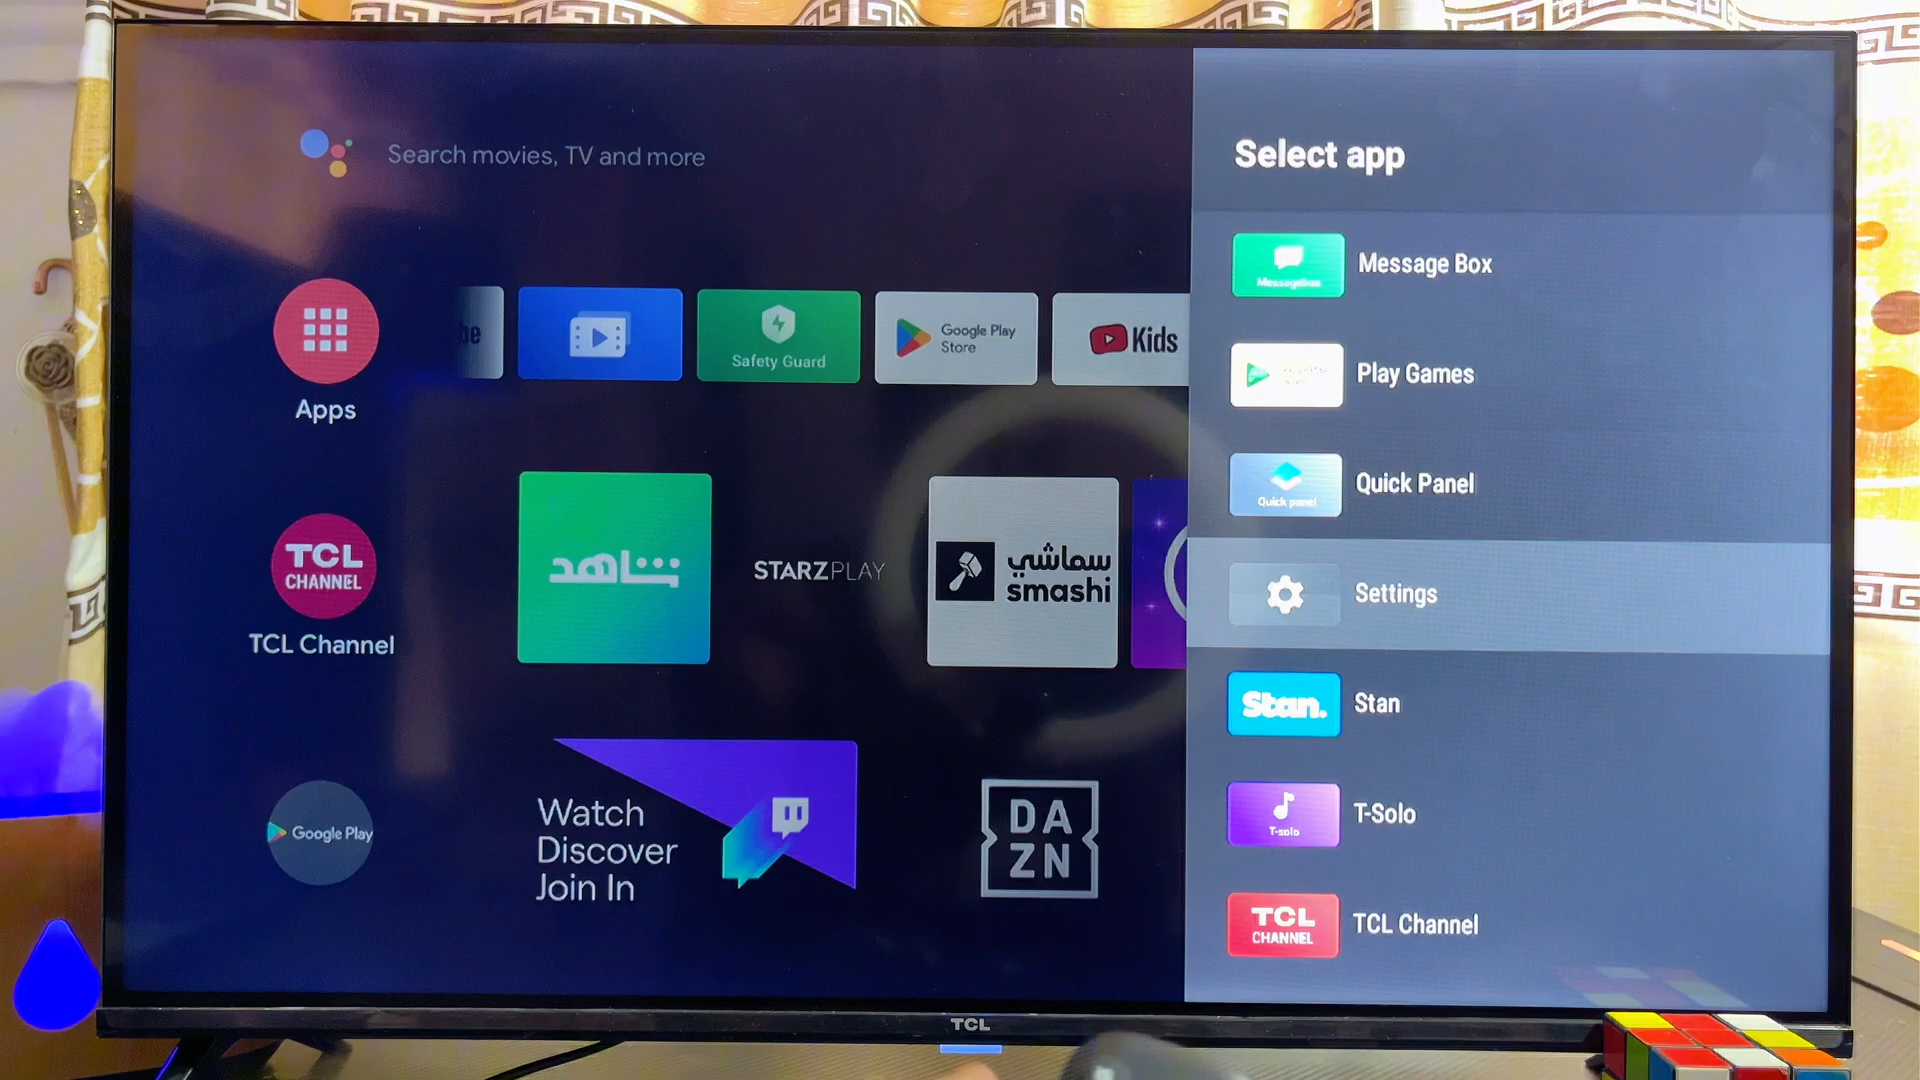 Search movies, TV and more
Select app
Apps
he
Safety Guard
Google Play
Store
Kids
TCL
CHANNEL
TCL Channel
شاهد
STARZPLAY
سماشي
smashi
Google Play
Watch
Discover
Join In
DA
ZN
Message Box
Play Games
Quick panel
Quick Panel
Settings
Stan.
Stan
T-solo
T-Solo
TCL
CHANNEL
TCL Channel
TCL